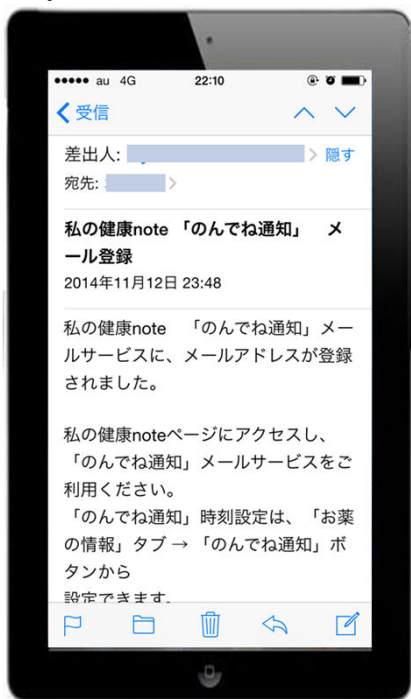 au 4G 22:10
受信
差出人: 隠す
宛先:
私の健康note 「のんでね通知」 メ
ール登録
2014年11月12日 23:48
私の健康note 「のんでね通知」メー
ルサービスに、メールアドレスが登録
されました。
私の健康noteページにアクセスし、
「のんでね通知」メールサービスをご
利用ください。
「のんでね通知」時刻設定は、「お薬
の情報」タブ → 「のんでね通知」ボ
タンから
設定できます。